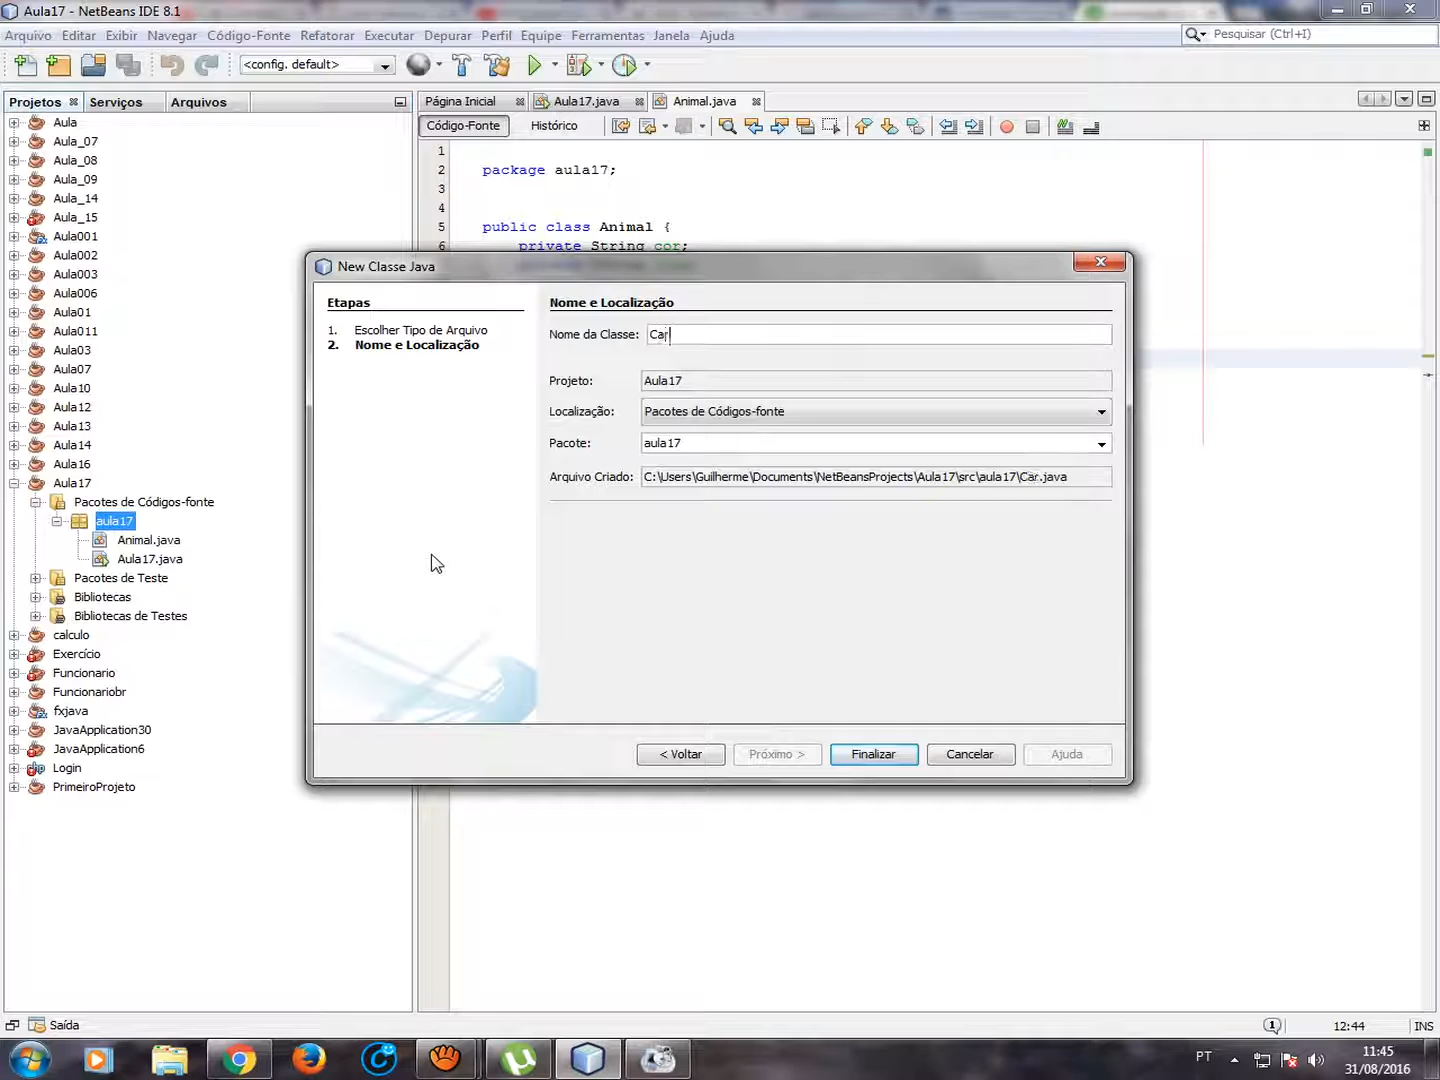 Aula17 - NetBeans IDE 8.1
Arquivo Editar Exibir Navegar Código-Fonte Refatorar Executar Depurar Perfil Equipe Ferramentas Janela Ajuda
Pesquisar (Ctrl+I)
<config. default>
Projetos Serviços Arquivos
Página Inicial Aula17.java Animal.java
Código-Fonte Histórico
Aula
Aula_07
Aula_08
Aula_09
Aula_14
Aula_15
Aula001
Aula002
Aula003
Aula006
Aula01
Aula011
Aula03
Aula07
Aula10
Aula12
Aula13
Aula14
Aula16
Aula17
Pacotes de Códigos-fonte
aula17
Animal.java
Aula17.java
Pacotes de Teste
Bibliotecas
Bibliotecas de Testes
calculo
Exercício
Funcionario
Funcionariobr
fxjava
JavaApplication30
JavaApplication6
Login
PrimeiroProjeto
1
2 package aula17;
3
4
5 public class Animal {
6 private String cor;
New Classe Java
Etapas
1. Escolher Tipo de Arquivo
2. Nome e Localização
Nome e Localização
Nome da Classe: Car
Projeto: Aula17
Localização: Pacotes de Códigos-fonte
Pacote: aula17
Arquivo Criado: C:\Users\Guilherme\Documents\NetBeansProjects\Aula17\src\aula17\Car.java
< Voltar Próximo > Finalizar Cancelar Ajuda
Saída
1 12:44 INS
PT 11:45
31/08/2016